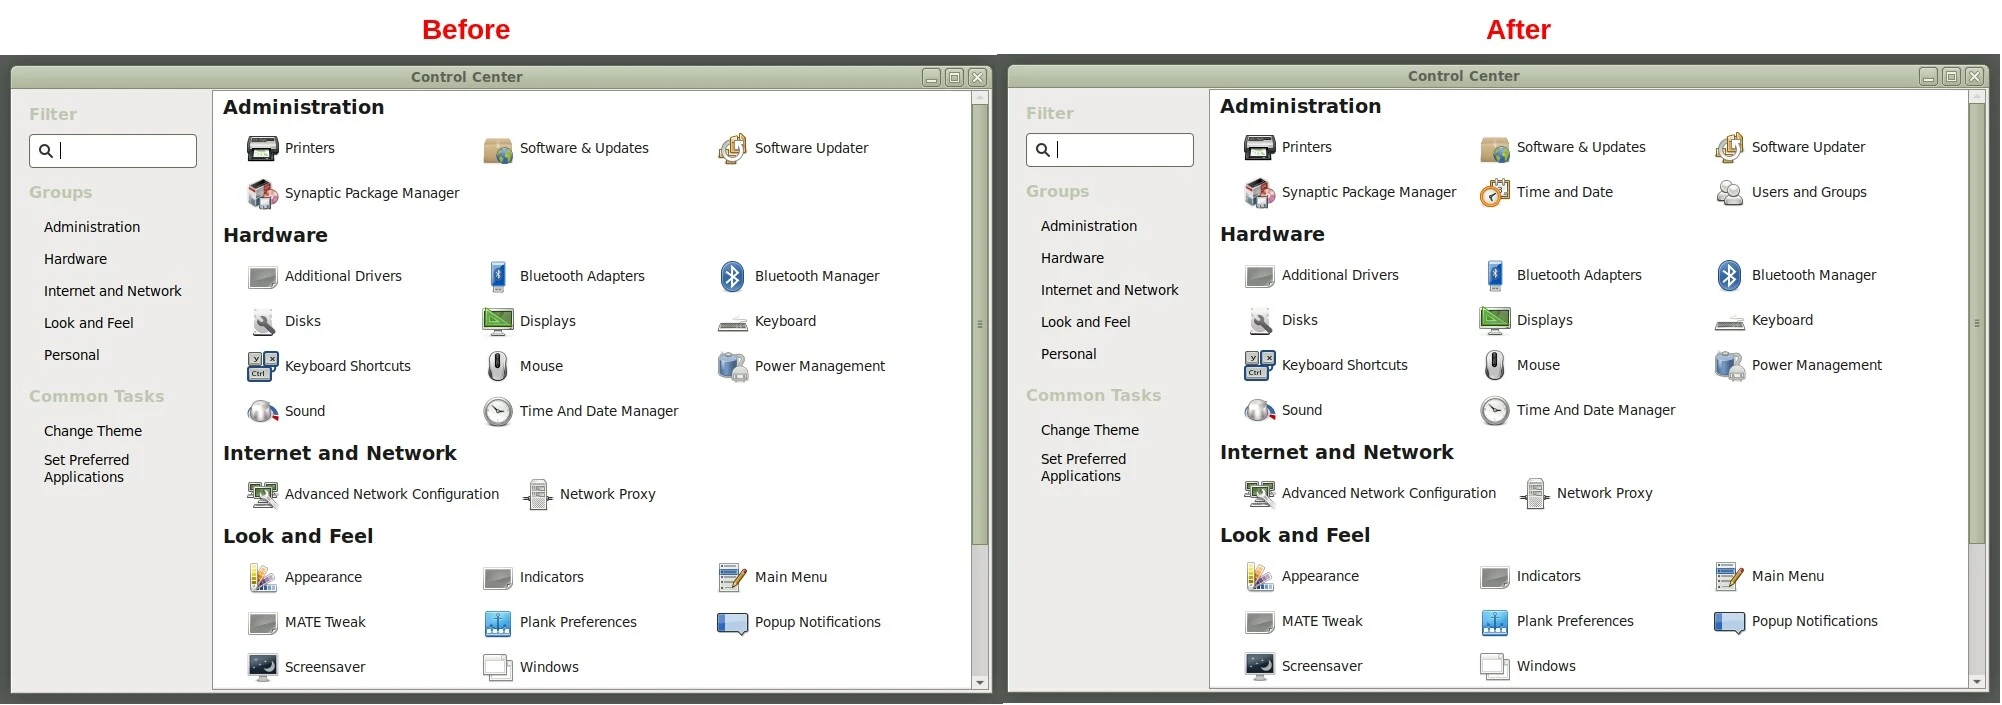 Before
Control Center
Filter
Groups
Administration
Hardware
Internet and Network
Look and Feel
Personal
Common Tasks
Change Theme
Set Preferred
Applications
Administration
Printers Software & Updates Software Updater
Synaptic Package Manager
Hardware
Additional Drivers Bluetooth Adapters Bluetooth Manager
Disks Displays Keyboard
Keyboard Shortcuts Mouse Power Management
Sound Time And Date Manager
Internet and Network
Advanced Network Configuration Network Proxy
Look and Feel
Appearance Indicators Main Menu
MATE Tweak Plank Preferences Popup Notifications
Screensaver Windows
After
Control Center
Filter
Groups
Administration
Hardware
Internet and Network
Look and Feel
Personal
Common Tasks
Change Theme
Set Preferred
Applications
Administration
Printers Software & Updates Software Updater
Synaptic Package Manager Time and Date Users and Groups
Hardware
Additional Drivers Bluetooth Adapters Bluetooth Manager
Disks Displays Keyboard
Keyboard Shortcuts Mouse Power Management
Sound Time And Date Manager
Internet and Network
Advanced Network Configuration Network Proxy
Look and Feel
Appearance Indicators Main Menu
MATE Tweak Plank Preferences Popup Notifications
Screensaver Windows